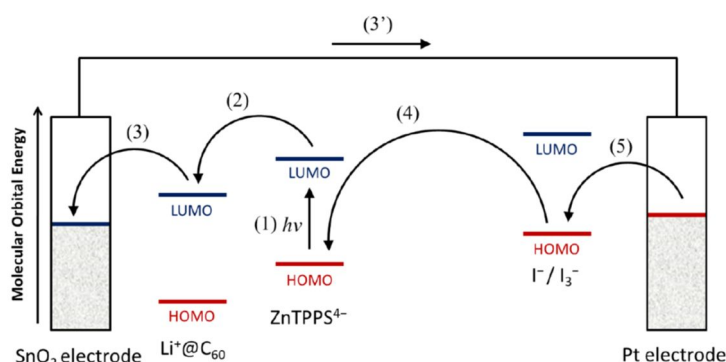 (3')
(2)
(4)
(3)
(5)
LUMO
LUMO
LUMO
(1) hv
HOMO
HOMO
HOMO
Molecular Orbital Energy
SnO₂ electrode
Li⁺@C₆₀
ZnTPPS⁴⁻
I⁻/ I₃⁻
Pt electrode